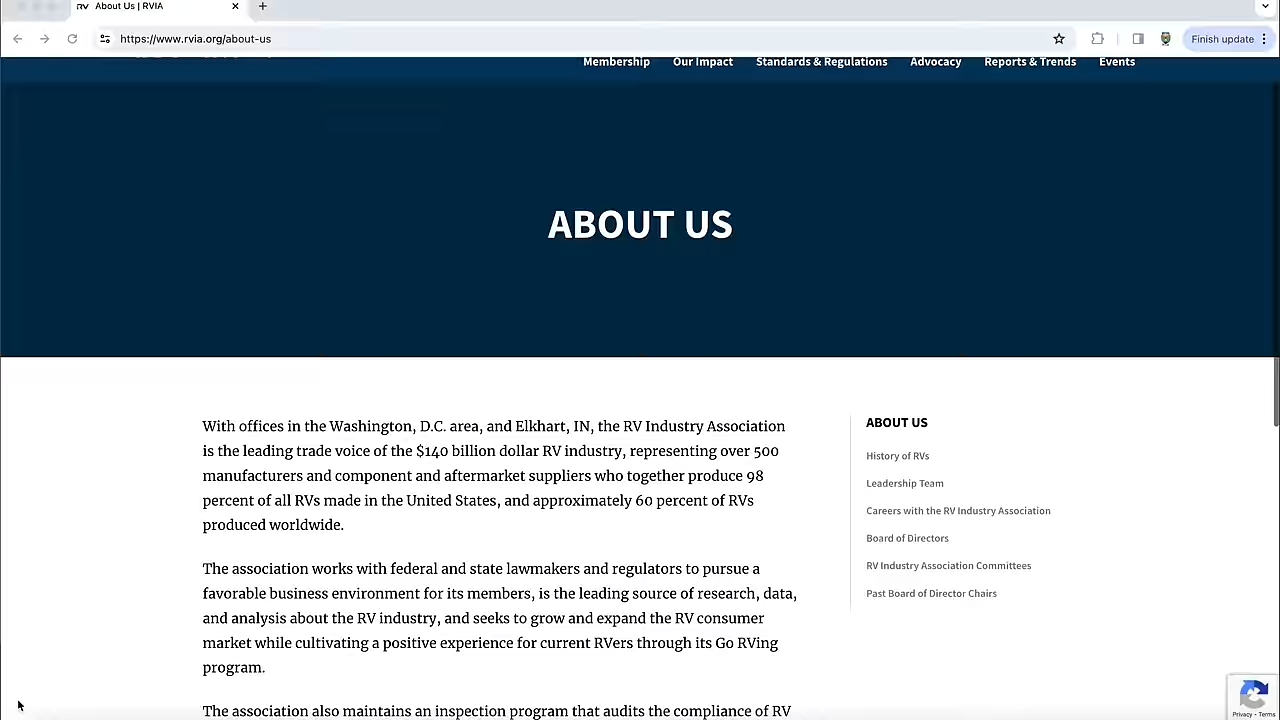 About Us | RVIA
https://www.rvia.org/about-us
Finish update
Membership Our Impact Standards & Regulations Advocacy Reports & Trends Events
ABOUT US
With offices in the Washington, D.C. area, and Elkhart, IN, the RV Industry Association
is the leading trade voice of the $140 billion dollar RV industry, representing over 500
manufacturers and component and aftermarket suppliers who together produce 98
percent of all RVs made in the United States, and approximately 60 percent of RVs
produced worldwide.
The association works with federal and state lawmakers and regulators to pursue a
favorable business environment for its members, is the leading source of research, data,
and analysis about the RV industry, and seeks to grow and expand the RV consumer
market while cultivating a positive experience for current RVers through its Go RVing
program.
The association also maintains an inspection program that audits the compliance of RV
ABOUT US
History of RVs
Leadership Team
Careers with the RV Industry Association
Board of Directors
RV Industry Association Committees
Past Board of Director Chairs
Privacy - Terms